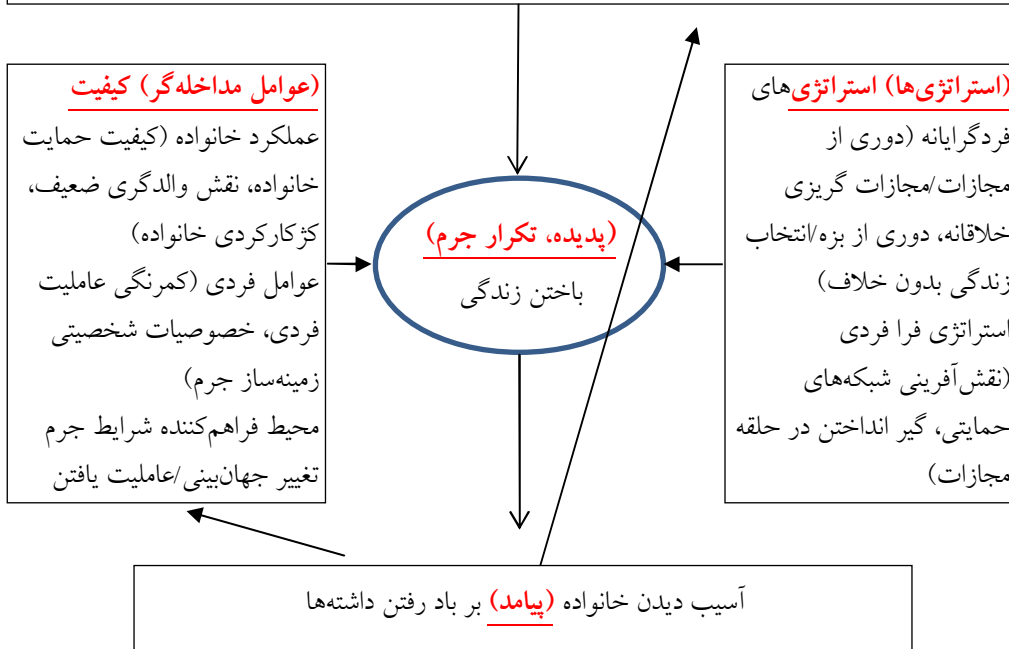 (استراتژی‌ها) استراتژی‌های
فردگرایانه (دوری از
مجازات/مجازات گریزی
خلاقانه، دوری از بزه/انتخاب
زندگی بدون خلاف)
استراتژی فرا فردی
(نقش‌آفرینی شبکه‌های
حمایتی، گیر انداختن در حلقه
مجازات)
(پدیده، تکرار جرم)
باختن زندگی
(عوامل مداخله‌گر) کیفیت
عملکرد خانواده (کیفیت حمایت
خانواده، نقش والدگری ضعیف،
کژکارکردی خانواده)
عوامل فردی (کمرنگی عاملیت
فردی، خصوصیات شخصیتی
زمینه‌ساز جرم)
محیط فراهم‌کننده شرایط جرم
تغییر جهان‌بینی/عاملیت یافتن
آسیب دیدن خانواده (پیامد) بر باد رفتن داشته‌ها